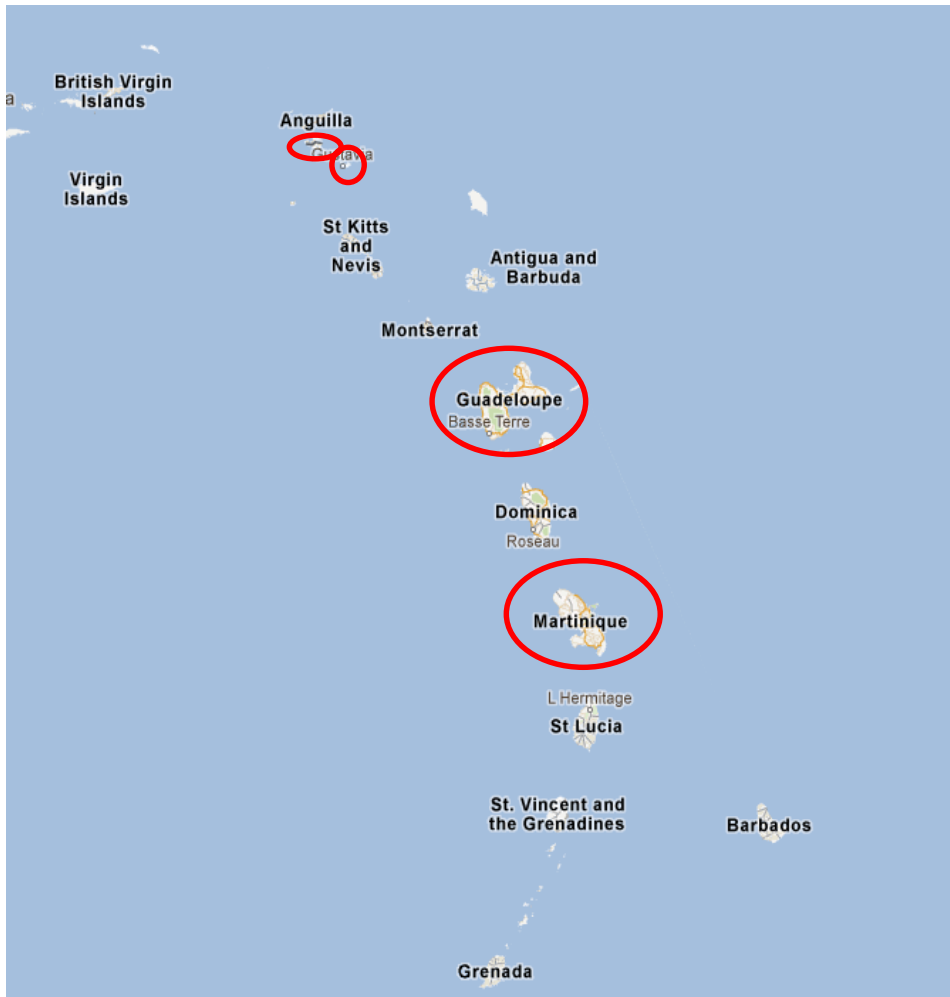 British Virgin
Islands
a
Anguilla
Gustavia
Virgin
Islands
St Kitts
and
Nevis
Antigua and
Barbuda
Montserrat
Guadeloupe
Basse Terre
Dominica
Roseau
Martinique
L Hermitage
St Lucia
St. Vincent and
the Grenadines
Barbados
Grenada